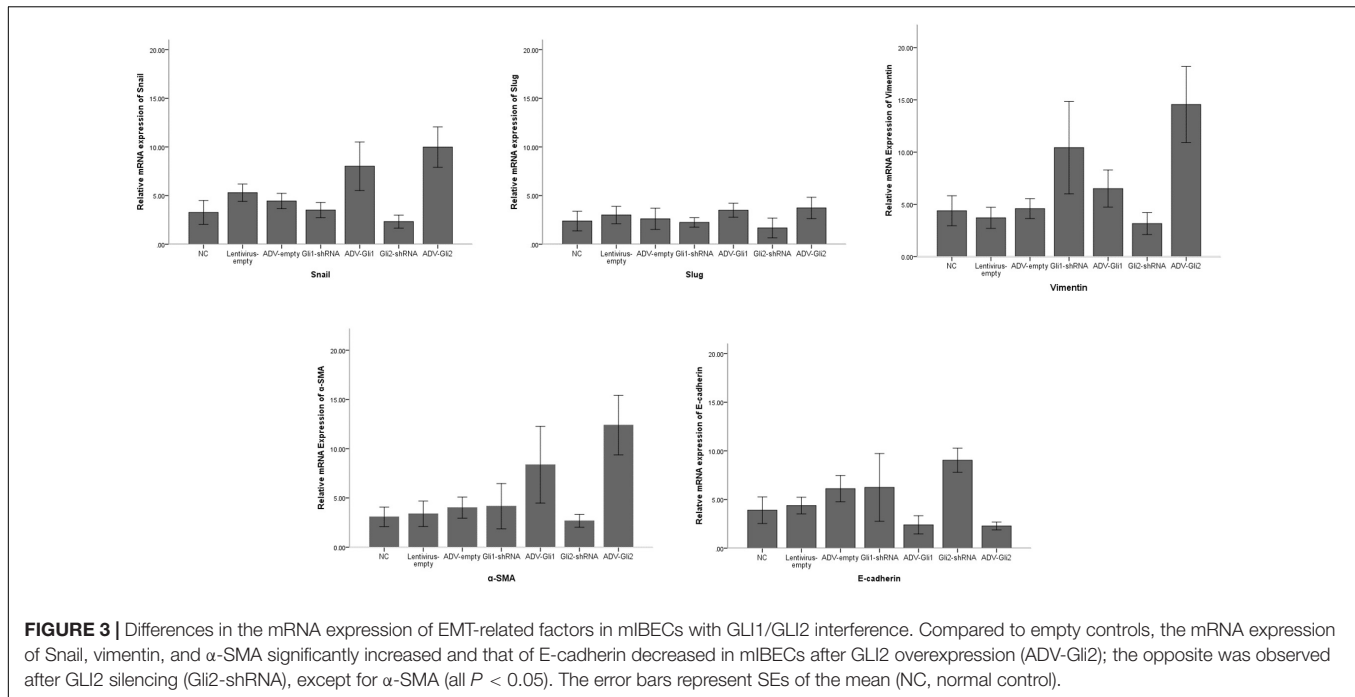 Relative mRNA expression of Snail
20.00
15.00
10.00
5.00
.00
NC
Lentivirus-
empty
ADV-empty
Gli1-shRNA
ADV-Gli1
Gli2-shRNA
ADV-Gli2
Snail
Relative mRNA expression of Slug
20.00
15.00
10.00
5.00
.00
NC
Lentivirus-
empty
ADV-empty
Gli1-shRNA
ADV-Gli1
Gli2-shRNA
ADV-Gli2
Slug
Relative mRNA Expression of Vimentin
20.00
15.00
10.00
5.00
0.00
NC
Lentivirus-
empty
ADV-empty
Gli1-shRNA
ADV-Gli1
Gli2-shRNA
ADV-Gli2
Vimentin
Relative mRNA Expression of α-SMA
20.00
15.00
10.00
5.00
0.00
NC
Lentivirus-
empty
ADV-empty
Gli1-shRNA
ADV-Gli1
Gli2-shRNA
ADV-Gli2
α-SMA
Relative mRNA expression of E-cadherin
20.00
15.00
10.00
5.00
.00
NC
Lentivirus-
empty
ADV-empty
Gli1-shRNA
ADV-Gli1
Gli2-shRNA
ADV-Gli2
E-cadherin
FIGURE 3 | Differences in the mRNA expression of EMT-related factors in mIBECs with GLI1/GLI2 interference. Compared to empty controls, the mRNA expression
of Snail, vimentin, and α-SMA significantly increased and that of E-cadherin decreased in mIBECs after GLI2 overexpression (ADV-Gli2); the opposite was observed
after GLI2 silencing (Gli2-shRNA), except for α-SMA (all P < 0.05). The error bars represent SEs of the mean (NC, normal control).